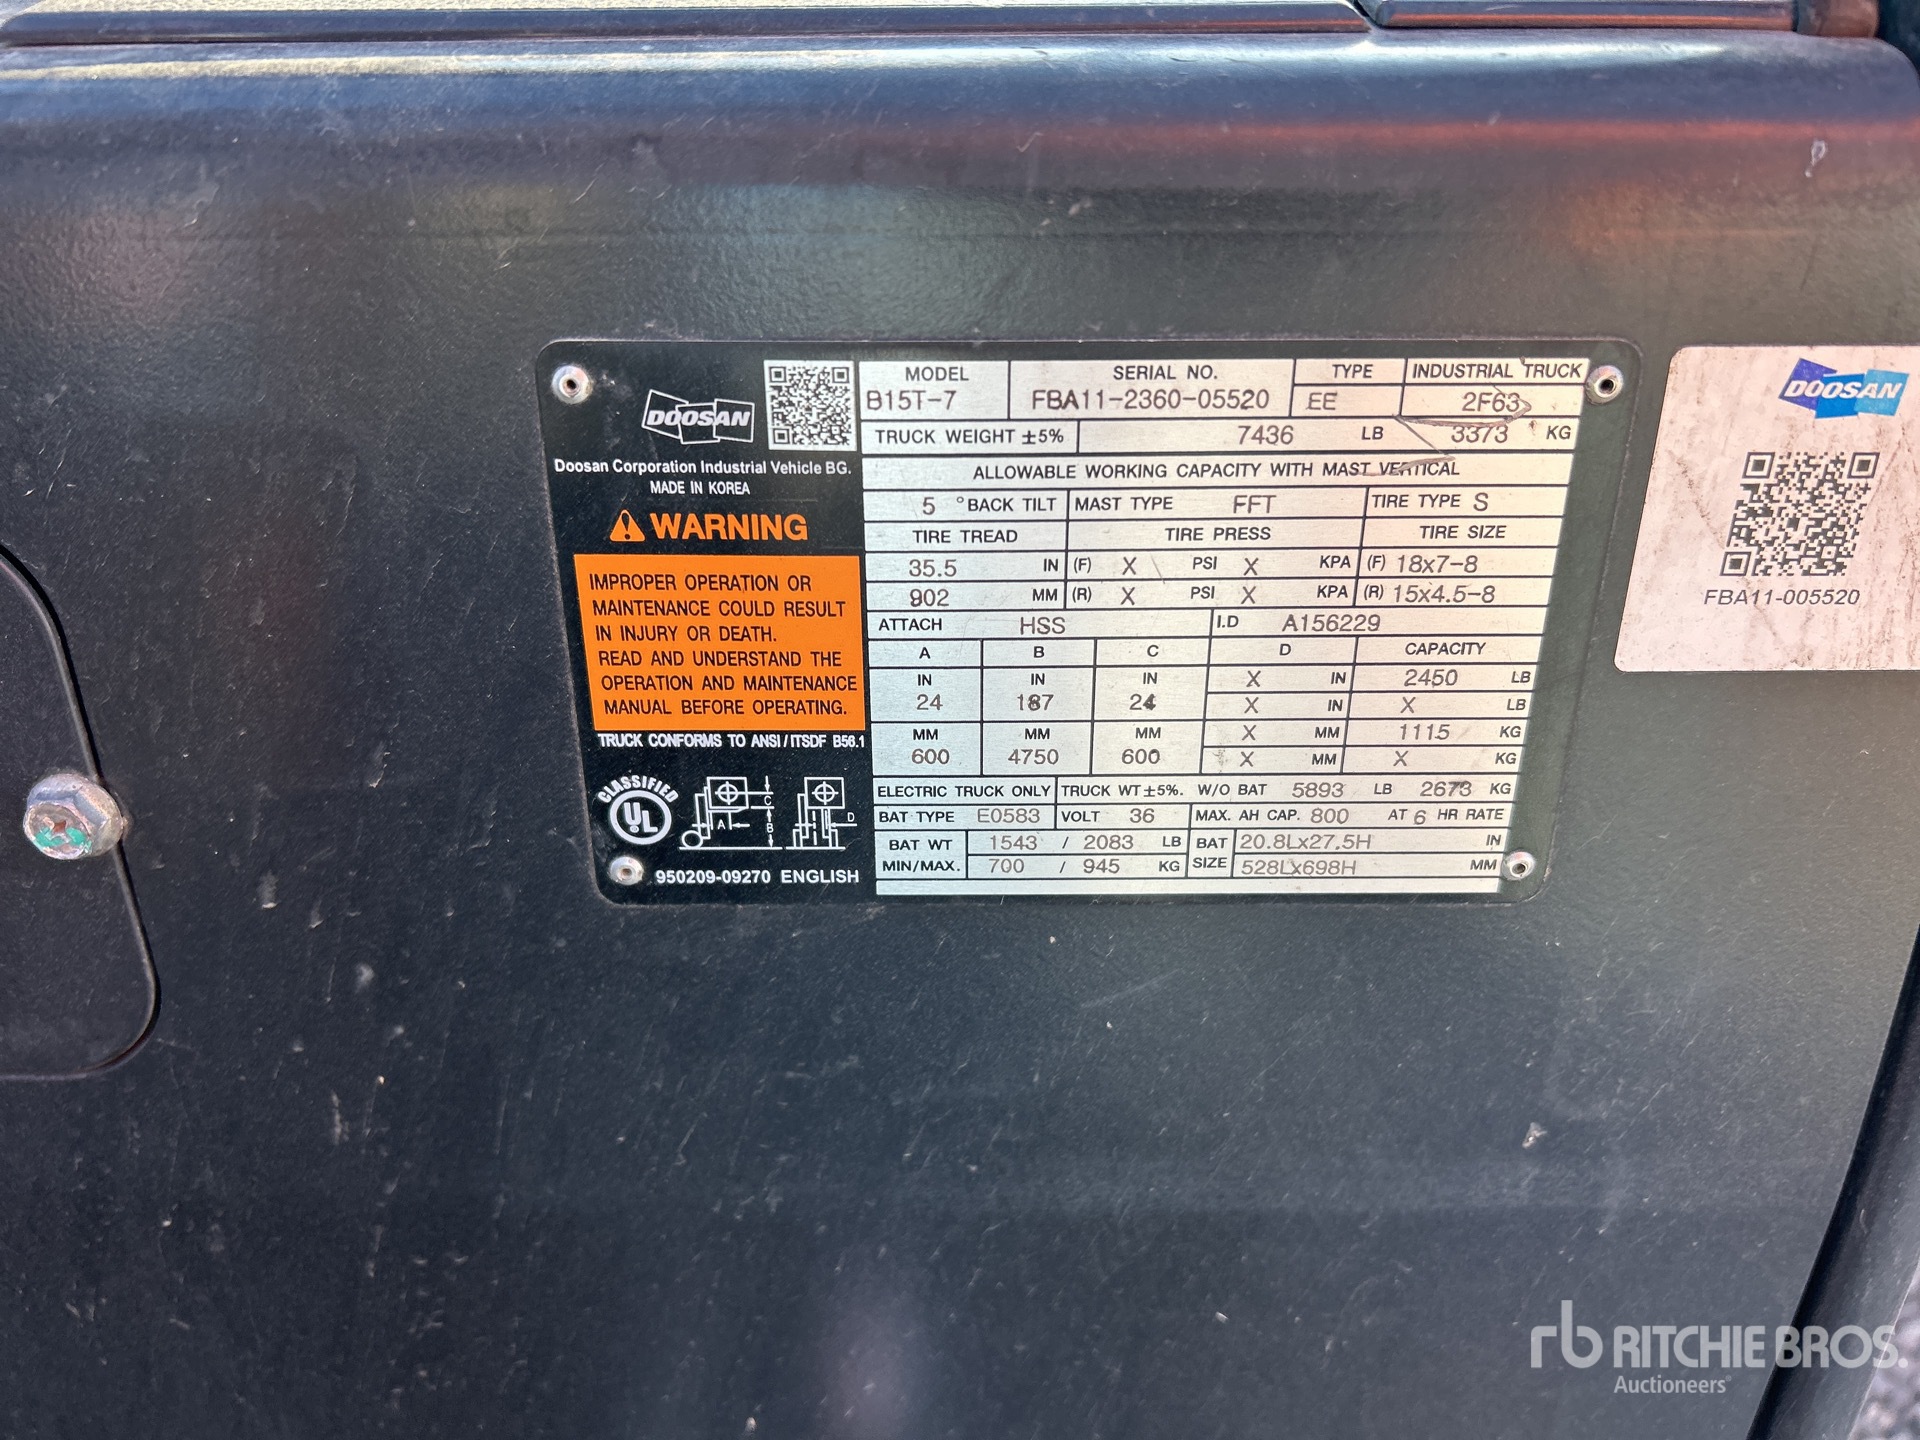 DOOSAN
Doosan Corporation Industrial Vehicle BG.
MADE IN KOREA
WARNING
IMPROPER OPERATION OR
MAINTENANCE COULD RESULT
IN INJURY OR DEATH.
READ AND UNDERSTAND THE
OPERATION AND MAINTENANCE
MANUAL BEFORE OPERATING.
TRUCK CONFORMS TO ANSI/ITSDF B56.1
CLASSIFIED
UL
A B C D
950209-09270 ENGLISH
MODEL SERIAL NO. TYPE INDUSTRIAL TRUCK
B15T-7 FBA11-2360-05520 EE 2F63
TRUCK WEIGHT ±5% 7436 LB 3373 KG
ALLOWABLE WORKING CAPACITY WITH MAST VERTICAL
5 °BACK TILT MAST TYPE FFT TIRE TYPE S
TIRE TREAD TIRE PRESS TIRE SIZE
35.5 IN (F) X PSI X KPA (F) 18x7-8
902 MM (R) X PSI X KPA (R) 15x4.5-8
ATTACH HSS I.D A156229
A B C D CAPACITY
IN IN IN X IN 2450 LB
24 187 24 X IN X LB
MM MM MM X MM 1115 KG
600 4750 600 X MM X KG
ELECTRIC TRUCK ONLY TRUCK WT ±5%. W/O BAT 5893 LB 2673 KG
BAT TYPE E0583 VOLT 36 MAX. AH CAP. 800 AT 6 HR RATE
BAT WT 1543 / 2083 LB BAT 20.8Lx27.5H IN
MIN/MAX. 700 / 945 KG SIZE 528Lx698H MM
DOOSAN
FBA11-005520
rb RITCHIE BROS.
Auctioneers